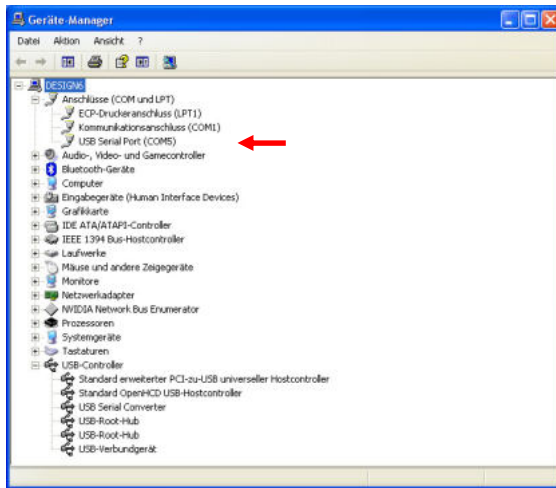 Geräte-Manager
Datei Aktion Ansicht ?
DESIGN6
Anschlüsse (COM und LPT)
ECP-Druckeranschluss (LPT1)
Kommunikationsanschluss (COM1)
USB Serial Port (COM5)
Audio-, Video- und Gamecontroller
Bluetooth-Geräte
Computer
Eingabegeräte (Human Interface Devices)
Grafikkarte
IDE ATA/ATAPI-Controller
IEEE 1394 Bus-Hostcontroller
Laufwerke
Mäuse und andere Zeigegeräte
Monitore
Netzwerkadapter
NVIDIA Network Bus Enumerator
Prozessoren
Systemgeräte
Tastaturen
USB-Controller
Standard erweiterter PCI-zu-USB universeller Hostcontroller
Standard OpenHCD USB-Hostcontroller
USB Serial Converter
USB-Root-Hub
USB-Root-Hub
USB-Verbundgerät